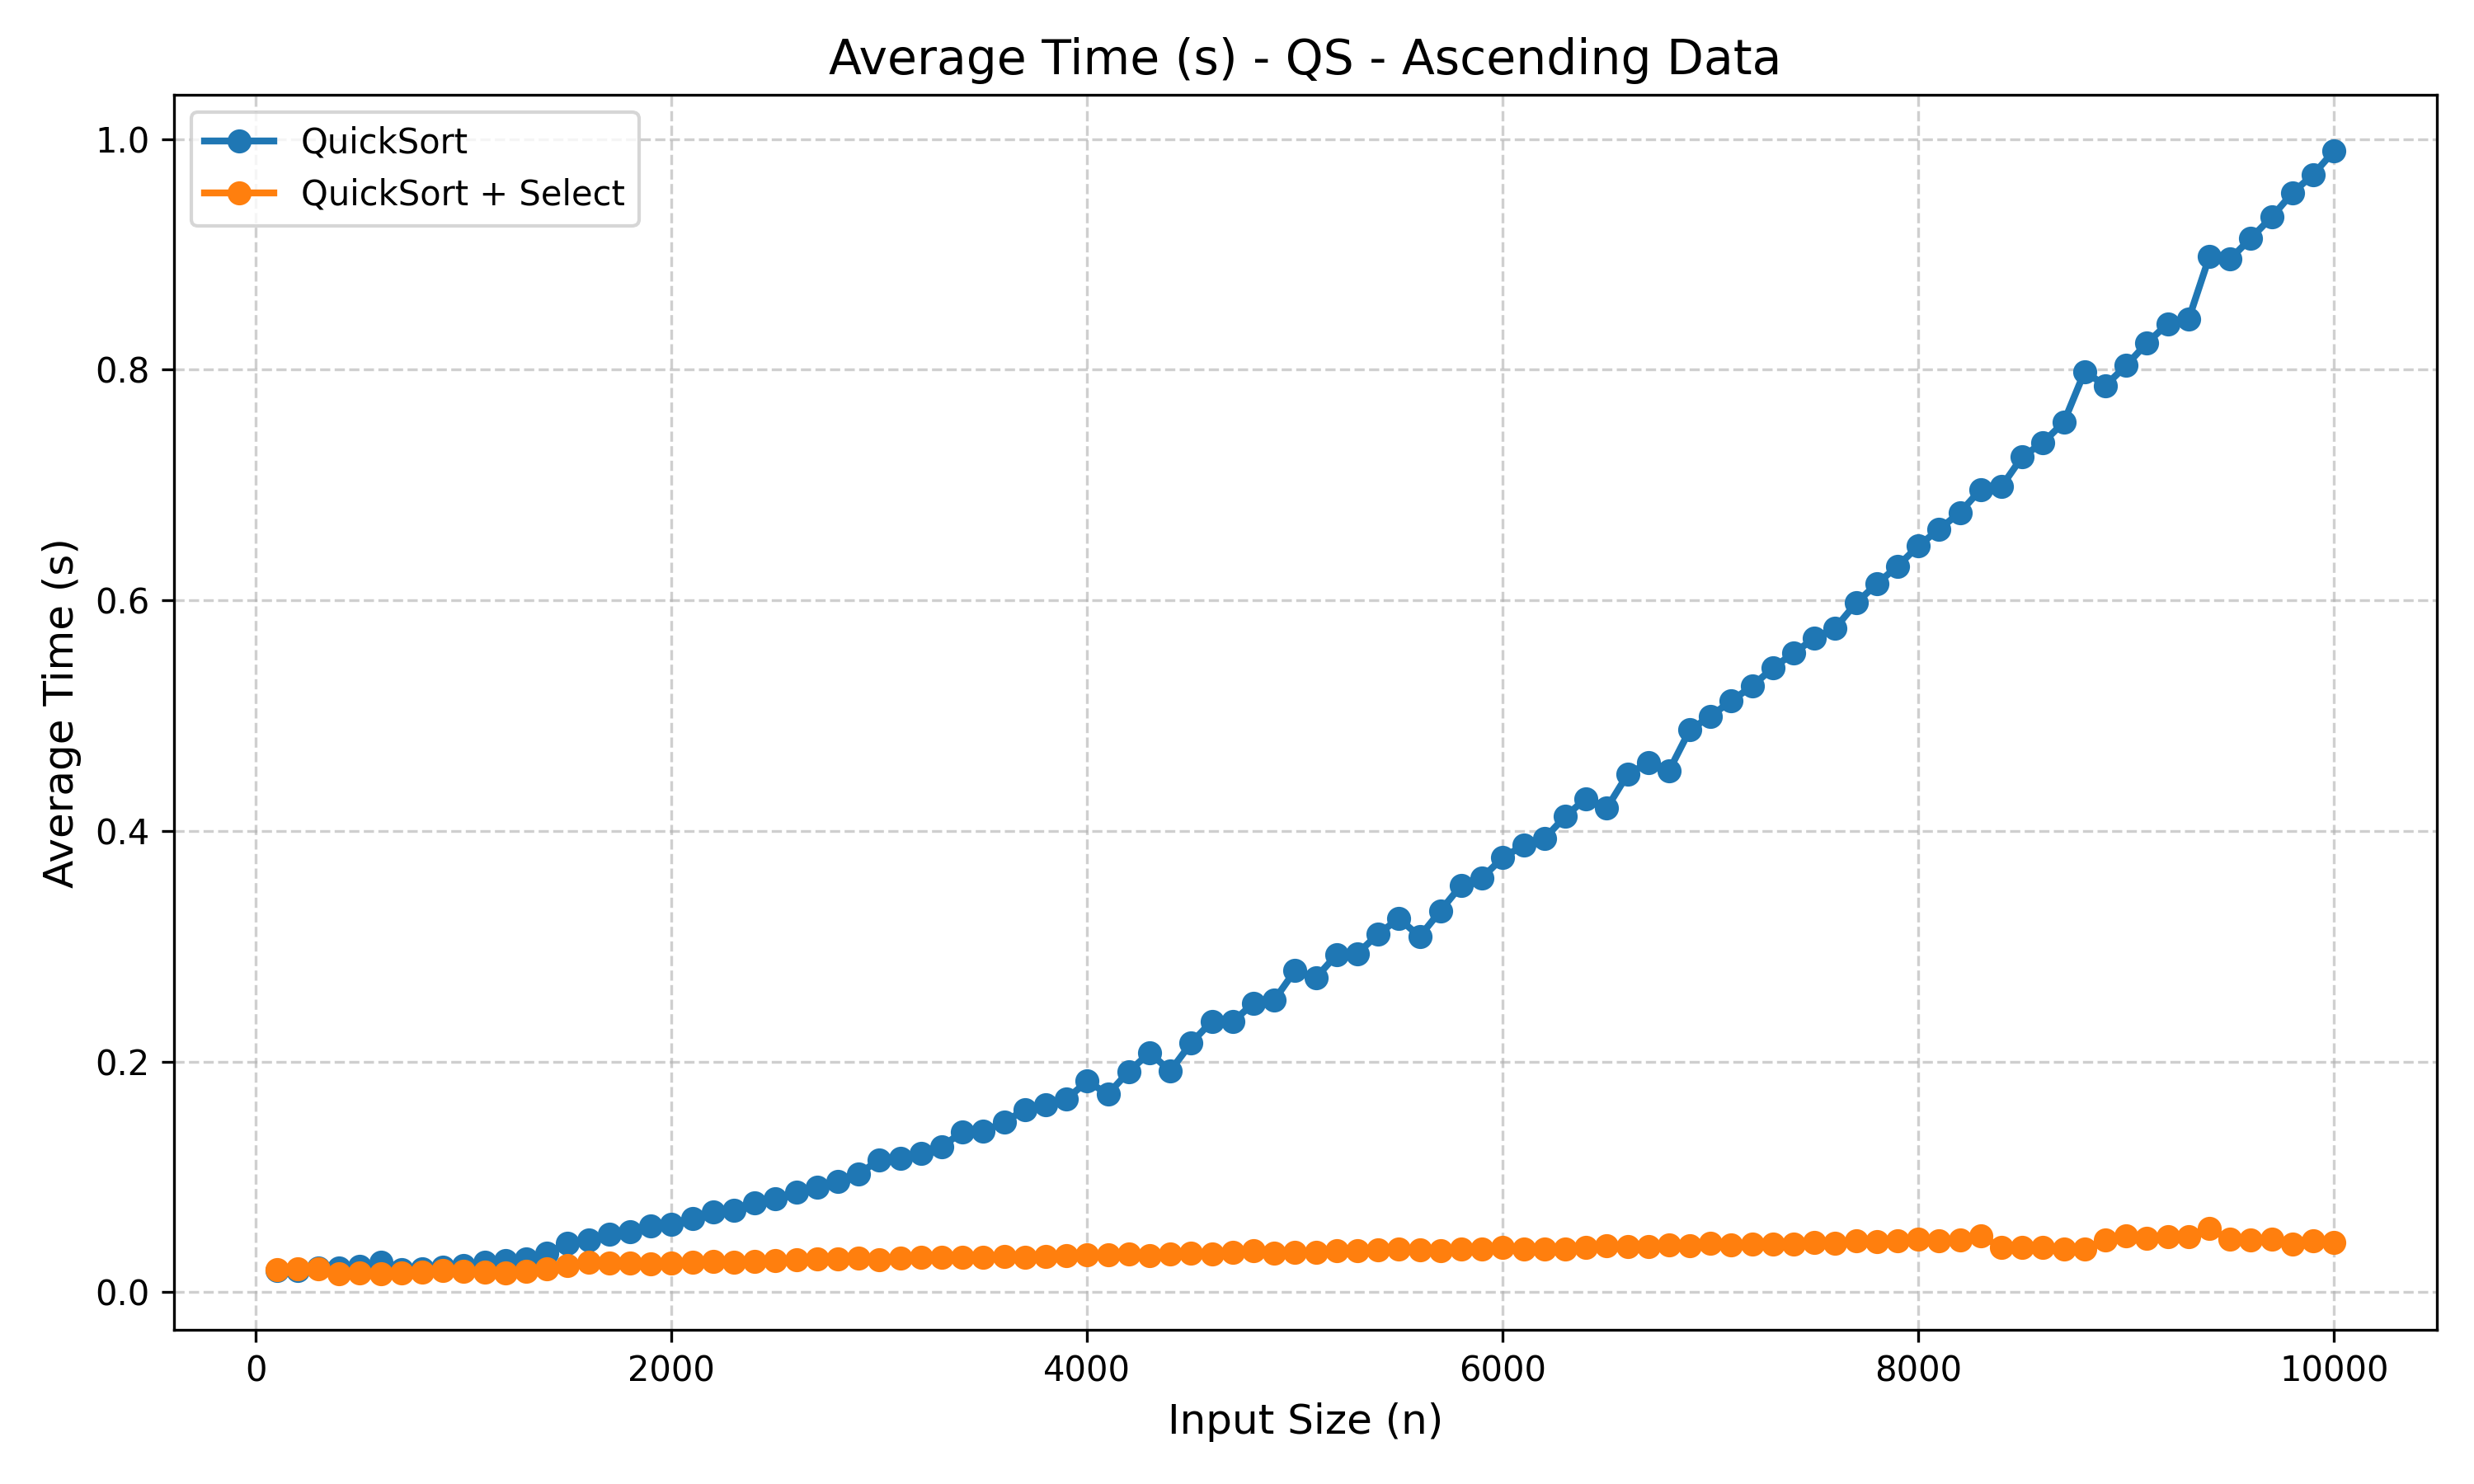 Average Time (s) - QS - Ascending Data
QuickSort
QuickSort + Select
Average Time (s)
1.0
0.8
0.6
0.4
0.2
0.0
0 2000 4000 6000 8000 10000
Input Size (n)